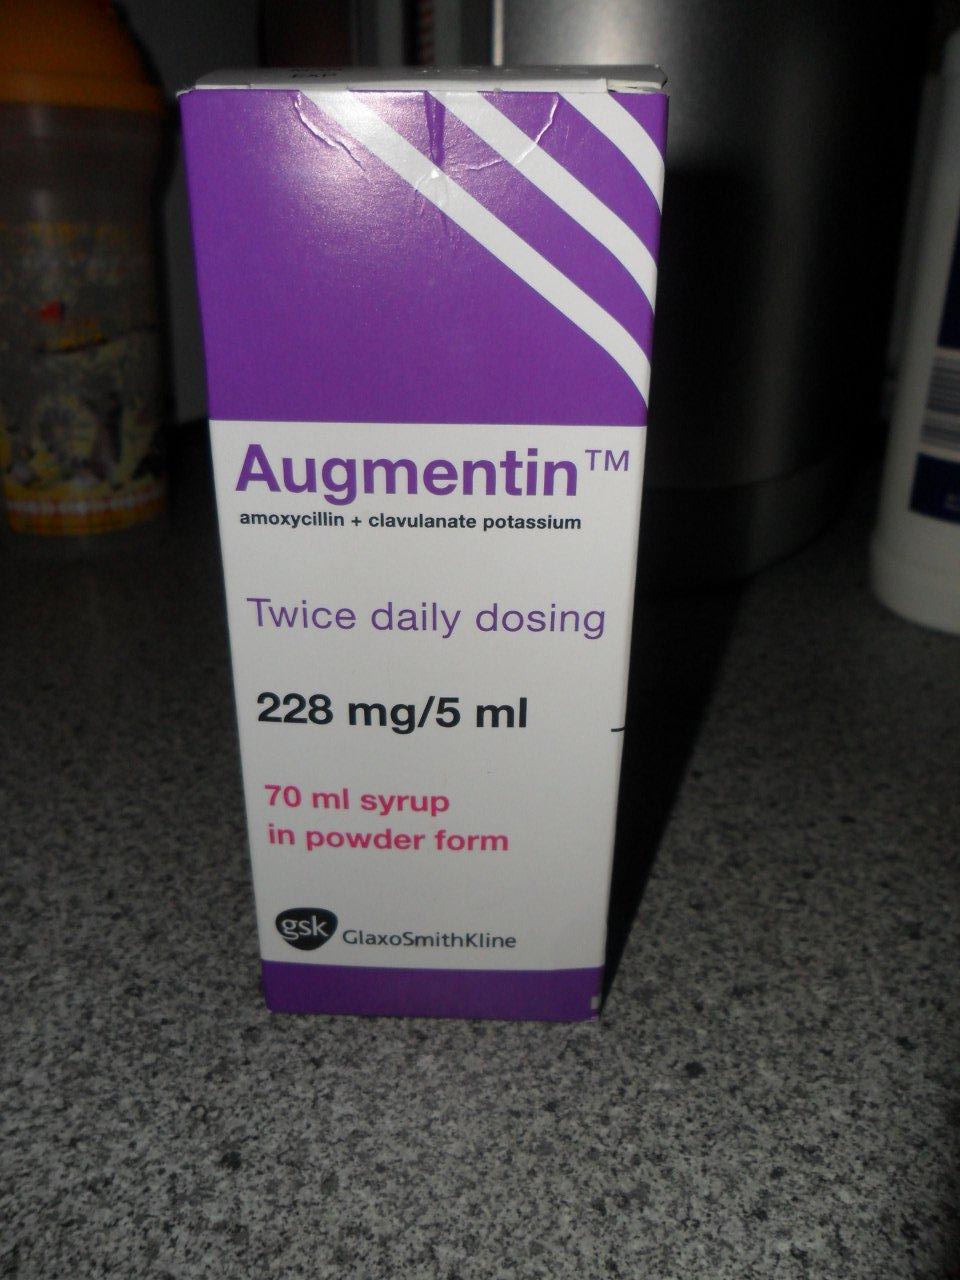 EXP
Augmentin™
amoxycillin + clavulanate potassium
Twice daily dosing
228 mg/5 ml
70 ml syrup
in powder form
gsk GlaxoSmithKline